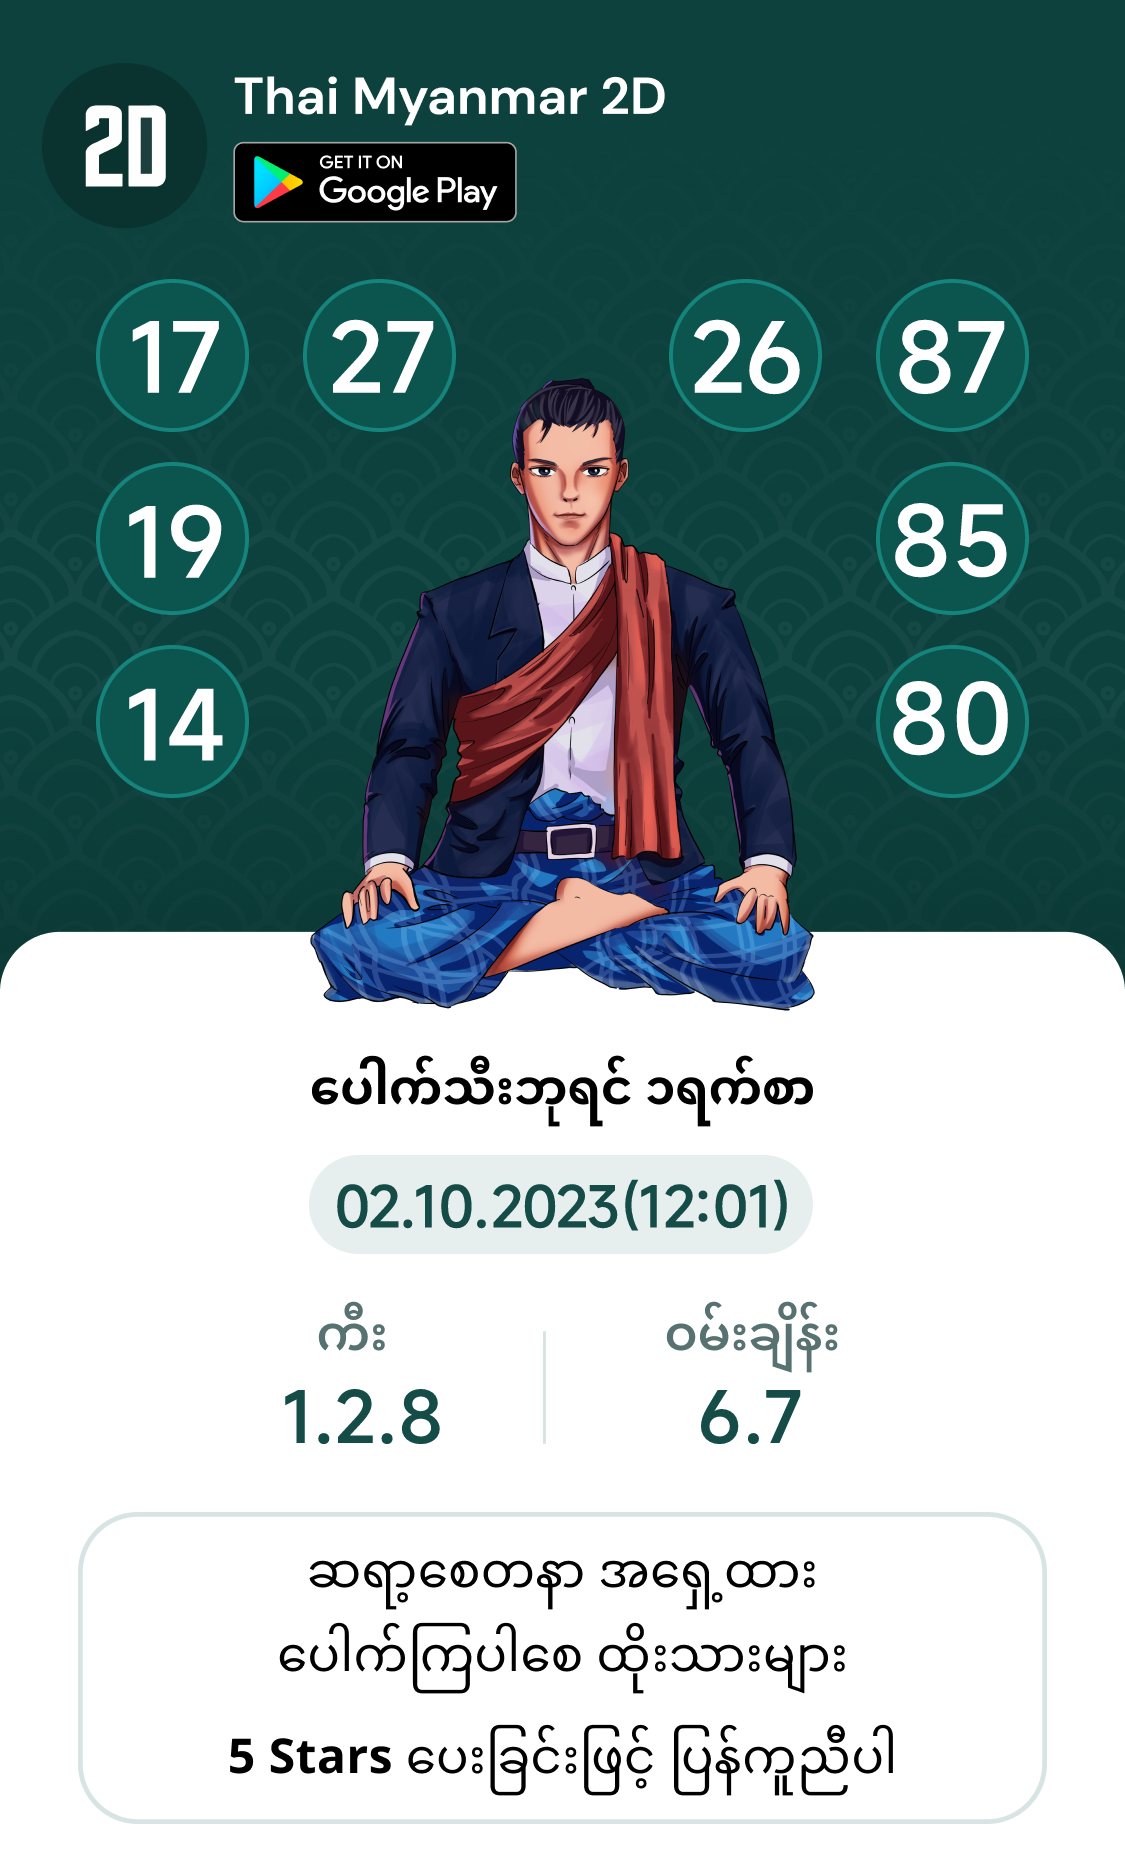 2D
Thai Myanmar 2D
GET IT ON
Google Play
17 27 26 87
19 85
14 80
ပေါက်သီးဘုရင် ၁ရက်စာ
02.10.2023(12:01)
ကီး ဝမ်းချိန်း
1.2.8 6.7
ဆရာ့စေတနာ အရှေ့ထား
ပေါက်ကြပါစေ ထိုးသားများ
5 Stars ပေးခြင်းဖြင့် ပြန်ကူညီပါ